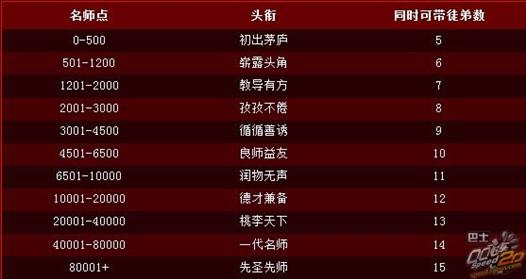 名师点 头衔 同时可带徒弟数
0-500 初出茅庐 5
501-1200 崭露头角 6
1201-2000 教导有方 7
2001-3000 孜孜不倦 8
3001-4500 循循善诱 9
4501-6500 良师益友 10
6501-10000 润物无声 11
10001-20000 德才兼备 12
20001-40000 桃李天下 13
40001-80000 一代名师 14
80001+ 先圣先师 15
巴士